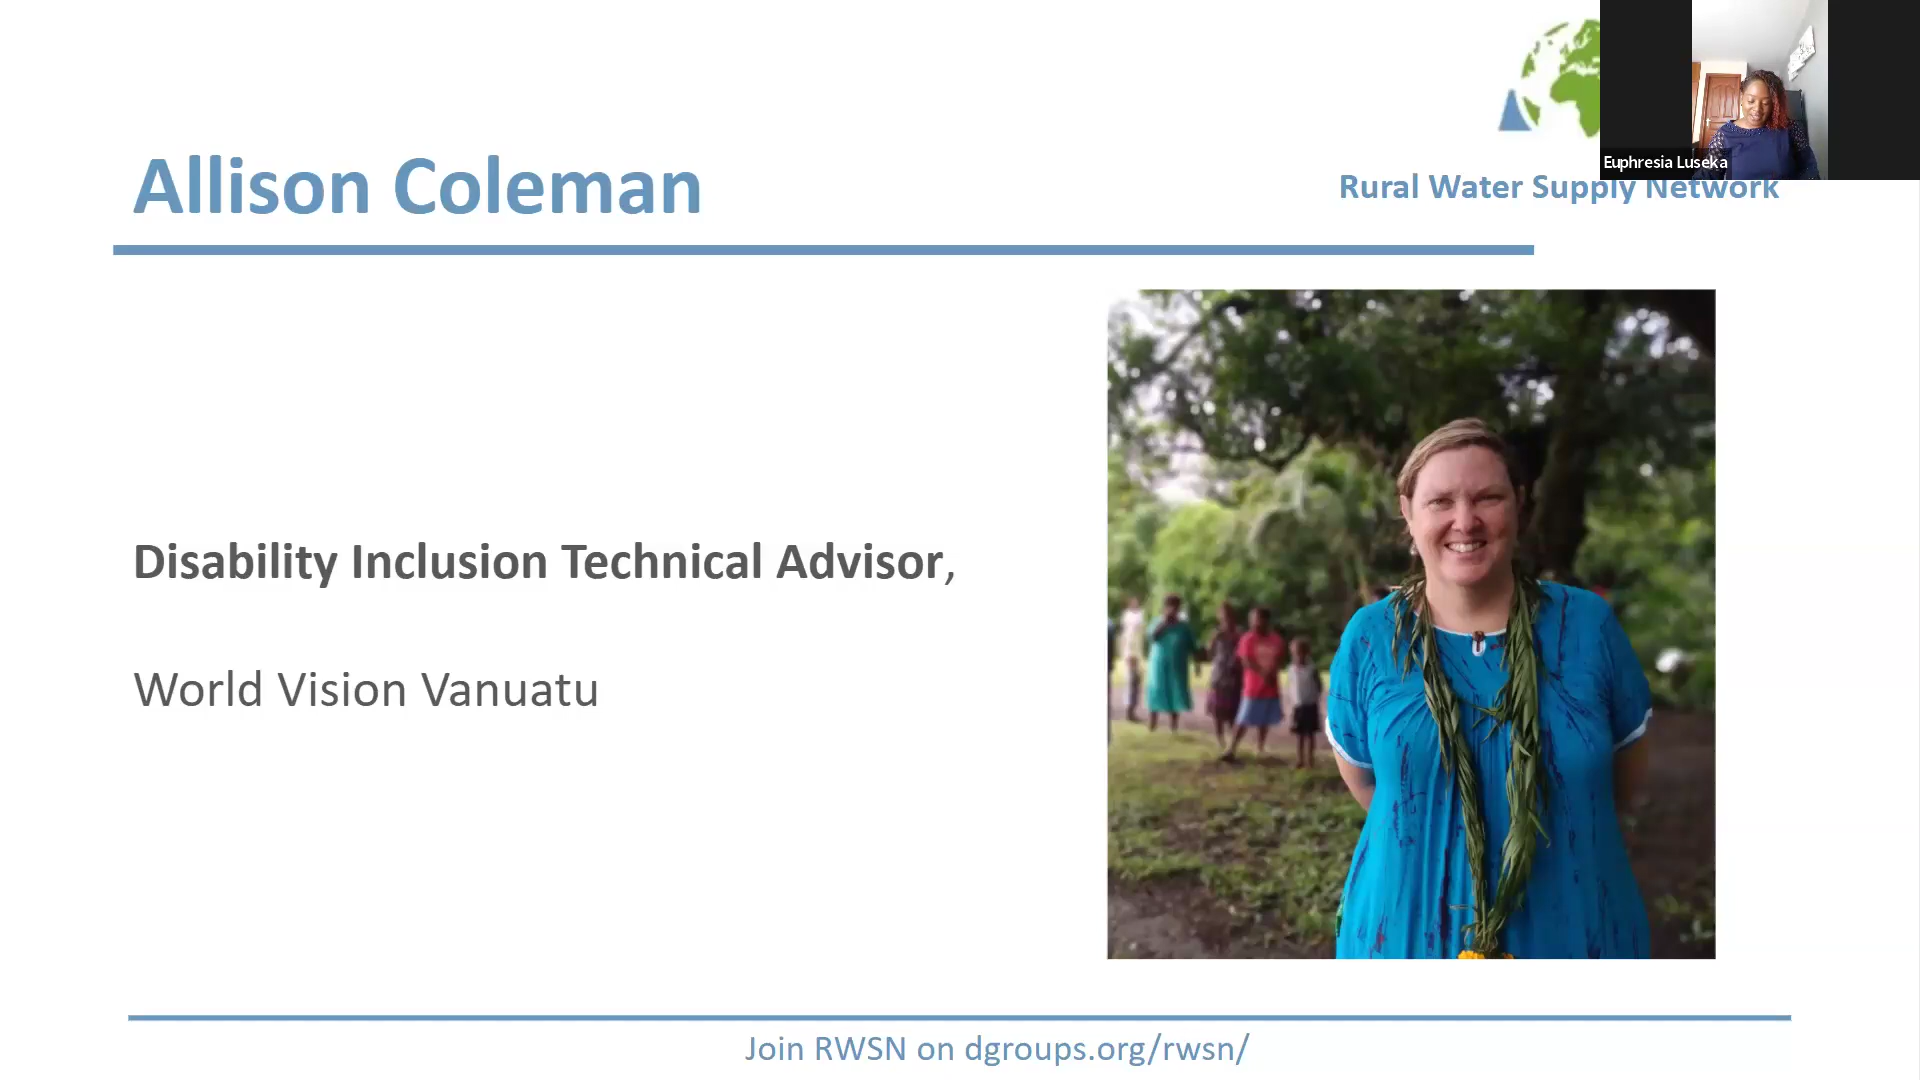 Allison Coleman
Euphresia Luseka
Rural Water Supply Network
Disability Inclusion Technical Advisor,
World Vision Vanuatu
Join RWSN on dgroups.org/rwsn/